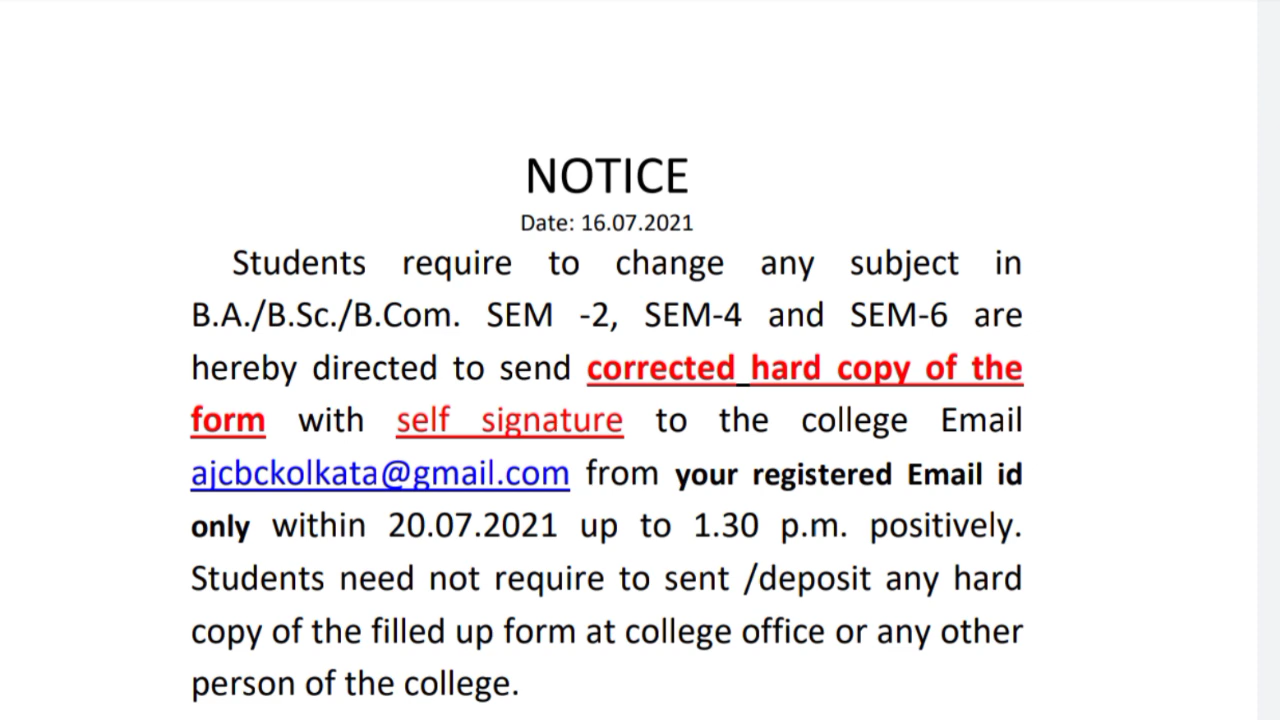 NOTICE
Date: 16.07.2021
Students require to change any subject in
B.A./B.Sc./B.Com. SEM -2, SEM-4 and SEM-6 are
hereby directed to send corrected hard copy of the
form with self signature to the college Email
ajcbckolkata@gmail.com from your registered Email id
only within 20.07.2021 up to 1.30 p.m. positively.
Students need not require to sent /deposit any hard
copy of the filled up form at college office or any other
person of the college.